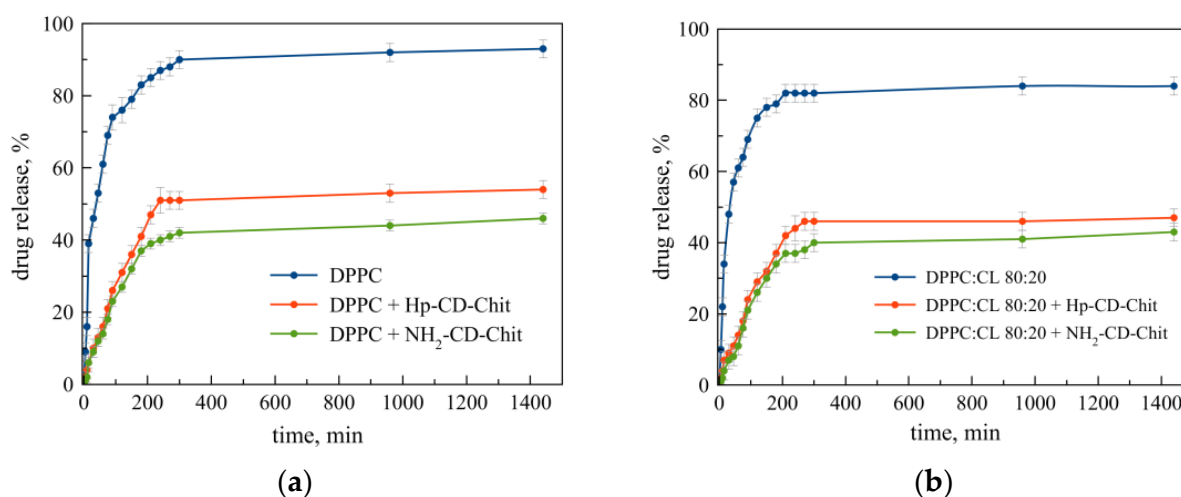 100
80
60
40
20
0
drug release, %
DPPC
DPPC + Hp-CD-Chit
DPPC + NH2-CD-Chit
0 200 400 600 800 1000 1200 1400
time, min
(a)
100
80
60
40
20
0
drug release, %
DPPC:CL 80:20
DPPC:CL 80:20 + Hp-CD-Chit
DPPC:CL 80:20 + NH2-CD-Chit
0 200 400 600 800 1000 1200 1400
time, min
(b)